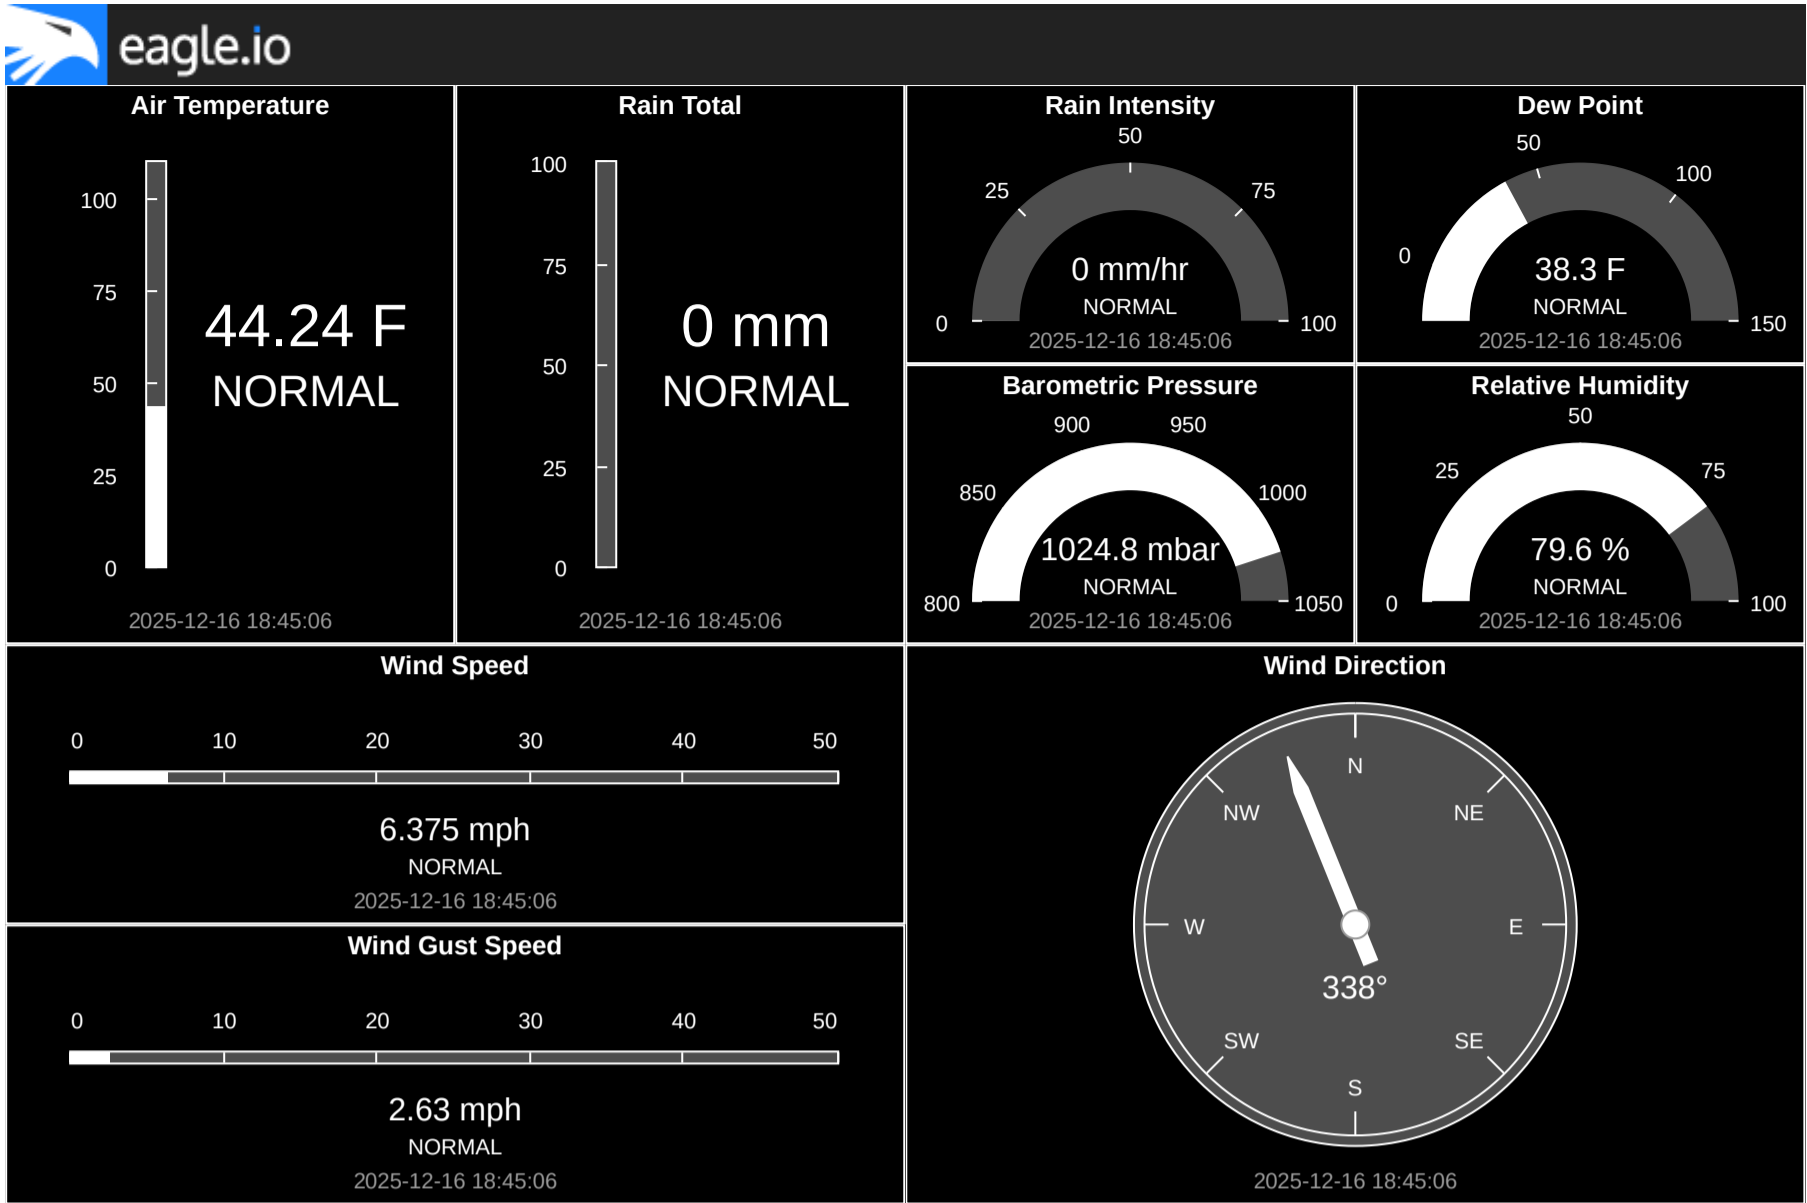 eagle.io
Air Temperature
100
75
50
25
0
44.24 F
NORMAL
2025-12-16 18:45:06
Rain Total
100
75
50
25
0
0 mm
NORMAL
2025-12-16 18:45:06
Rain Intensity
50
25
75
0
100
0 mm/hr
NORMAL
2025-12-16 18:45:06
Dew Point
50
100
0
150
38.3 F
NORMAL
2025-12-16 18:45:06
Barometric Pressure
900
950
850
1000
800
1050
1024.8 mbar
NORMAL
2025-12-16 18:45:06
Relative Humidity
50
25
75
0
100
79.6 %
NORMAL
2025-12-16 18:45:06
Wind Speed
0 10 20 30 40 50
6.375 mph
NORMAL
2025-12-16 18:45:06
Wind Gust Speed
0 10 20 30 40 50
2.63 mph
NORMAL
2025-12-16 18:45:06
Wind Direction
N
NW
NE
W
E
338°
SW
SE
S
2025-12-16 18:45:06